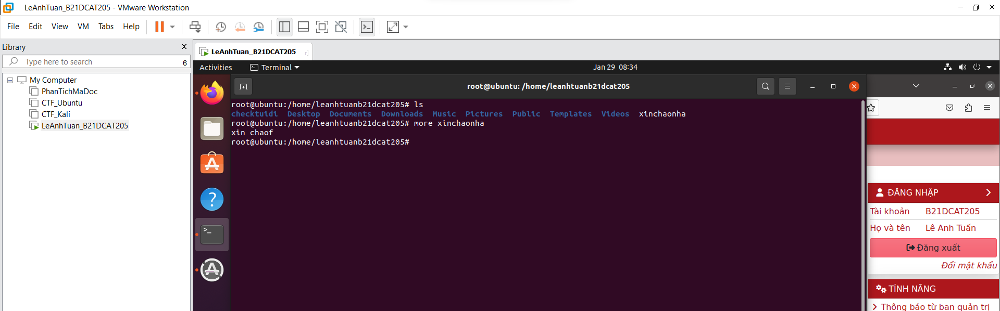 LeAnhTuan_B21DCAT205 - VMware Workstation
File Edit View VM Tabs Help
Library
Type here to search
6
My Computer
PhanTichMaDoc
CTF_Ubuntu
CTF_Kali
LeAnhTuan_B21DCAT205
LeAnhTuan_B21DCAT205
Activities Terminal Jan 29 08:34
root@ubuntu: /home/leanhtuanb21dcat205
root@ubuntu:/home/leanhtuanb21dcat205# ls
checktuidi Desktop Documents Downloads Music Pictures Public Templates Videos xinchaonha
root@ubuntu:/home/leanhtuanb21dcat205# more xinchaonha
xin chaof
root@ubuntu:/home/leanhtuanb21dcat205#
ĐĂNG NHẬP
Tài khoản B21DCAT205
Họ và tên Lê Anh Tuấn
Đăng xuất
Đổi mật khẩu
TÍNH NĂNG
Thông báo từ ban quản trị